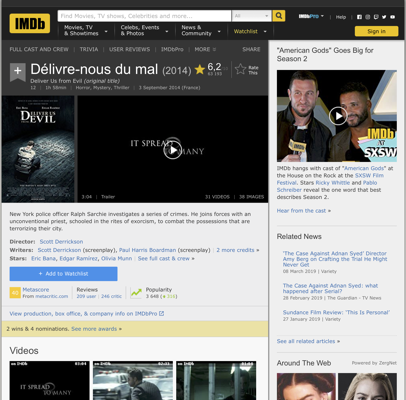 IMDb
Find Movies, TV shows, Celebrities and more...
All
IMDbPro
Help
Movies, TV
& Showtimes
Celebs, Events
& Photos
News &
Community
Watchlist
Sign in
FULL CAST AND CREW | TRIVIA | USER REVIEWS | IMDbPro | MORE
SHARE
Délivre-nous du mal (2014)
6,2
Rate
This
Deliver Us from Evil (original title)
12 | 1h 58min | Horror, Mystery, Thriller | 3 September 2014 (France)
DELIVER US
EVIL
IT SPREAD
MANY
3:04 | Trailer
31 VIDEOS | 38 IMAGES
New York police officer Ralph Sarchie investigates a series of crimes. He joins forces with an
unconventional priest, schooled in the rites of exorcism, to combat the possessions that are
terrorizing their city.
Director: Scott Derrickson
Writers: Scott Derrickson (screenplay), Paul Harris Boardman (screenplay) | 2 more credits »
Stars: Eric Bana, Edgar Ramírez, Olivia Munn | See full cast & crew »
+ Add to Watchlist
Metascore
From metacritic.com
Reviews
209 user | 246 critic
Popularity
View production, box office, & company info on IMDbPro
2 wins & 4 nominations. See more awards »
Videos
IT SPREAD
MANY
"American Gods" Goes Big for
Season 2
IMDb
AT
SXSW
IMDb hangs with cast of "American Gods" at
the House on the Rock at the SXSW Film
Festival. Stars Ricky Whittle and Pablo
Schreiber reveal the one word that best
describes Season 2.
Hear from the cast »
Related News
'The Case Against Adnan Syed' Director
Amy Berg on Crafting the Trial He Might
Never Get
08 March 2019 | Variety
The Case Against Adnan Syed: what
happened after Serial?
28 February 2019 | The Guardian - TV News
Sundance Film Review: 'This Is Personal'
27 January 2019 | Variety
See all related articles »
Around The Web
Powered by ZergNet